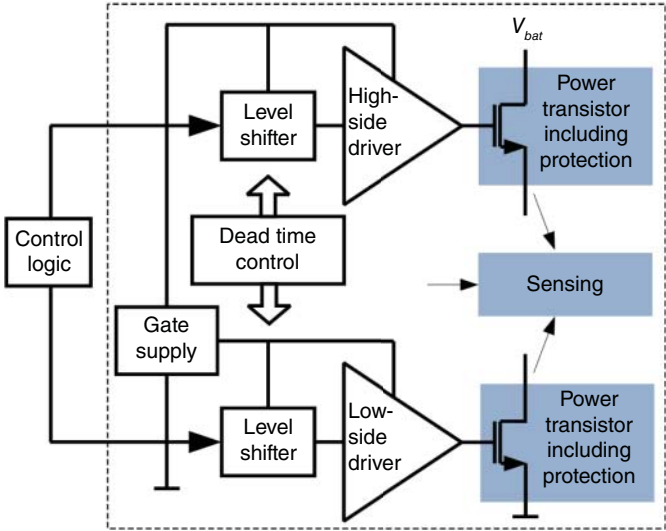 V_bat
High-
side
driver
Power
transistor
including
protection
Level
shifter
Control
logic
Dead time
control
Sensing
Gate
supply
Low-
side
driver
Power
transistor
including
protection
Level
shifter